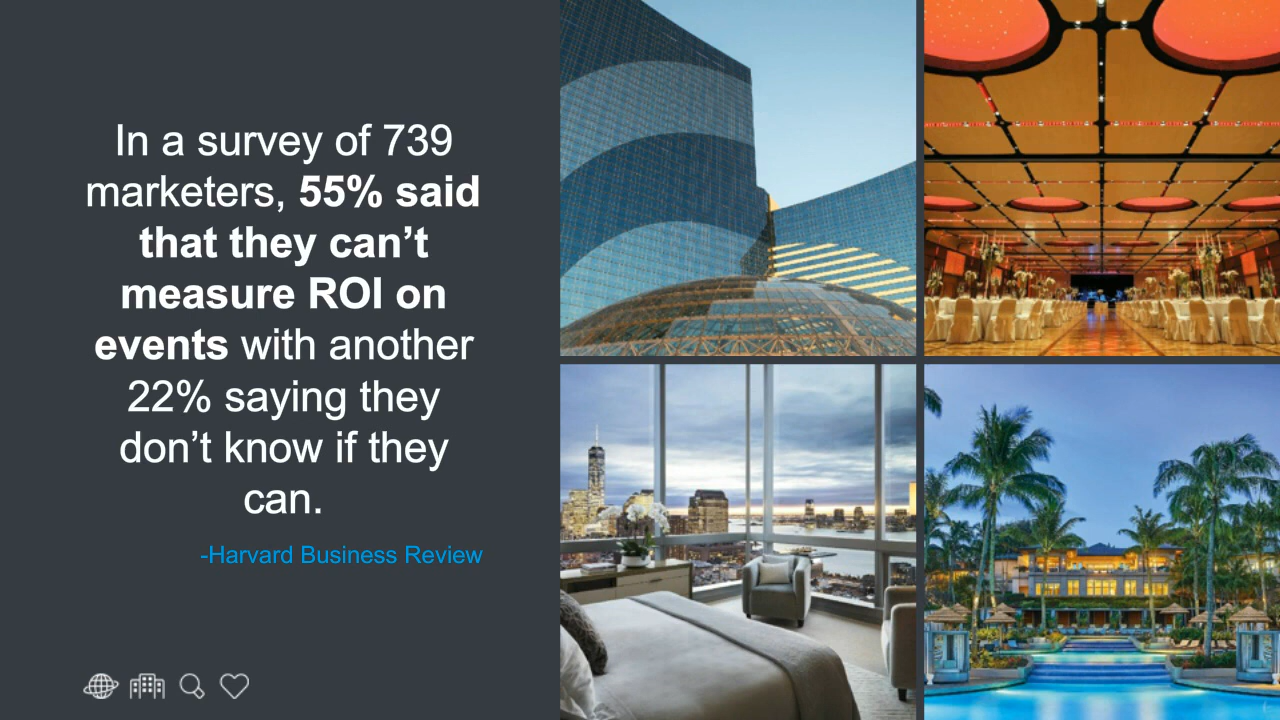 In a survey of 739
marketers, 55% said
that they can’t
measure ROI on
events with another
22% saying they
don’t know if they
can.
-Harvard Business Review